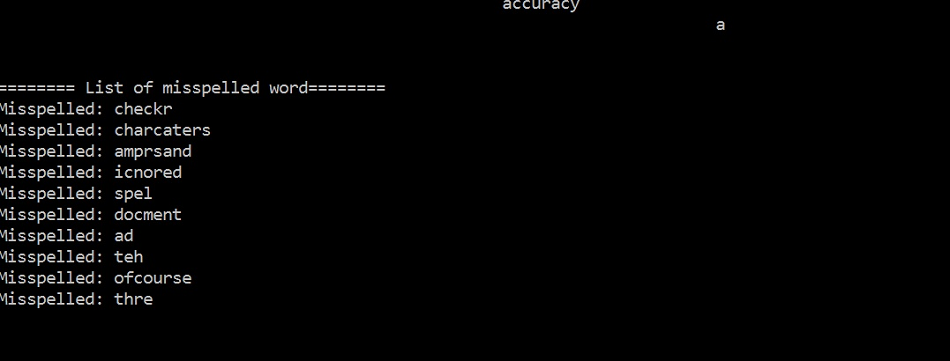 accuracy
a
======== List of misspelled word========
Misspelled: checkr
Misspelled: charcaters
Misspelled: amprsand
Misspelled: icnored
Misspelled: spel
Misspelled: docment
Misspelled: ad
Misspelled: teh
Misspelled: ofcourse
Misspelled: thre